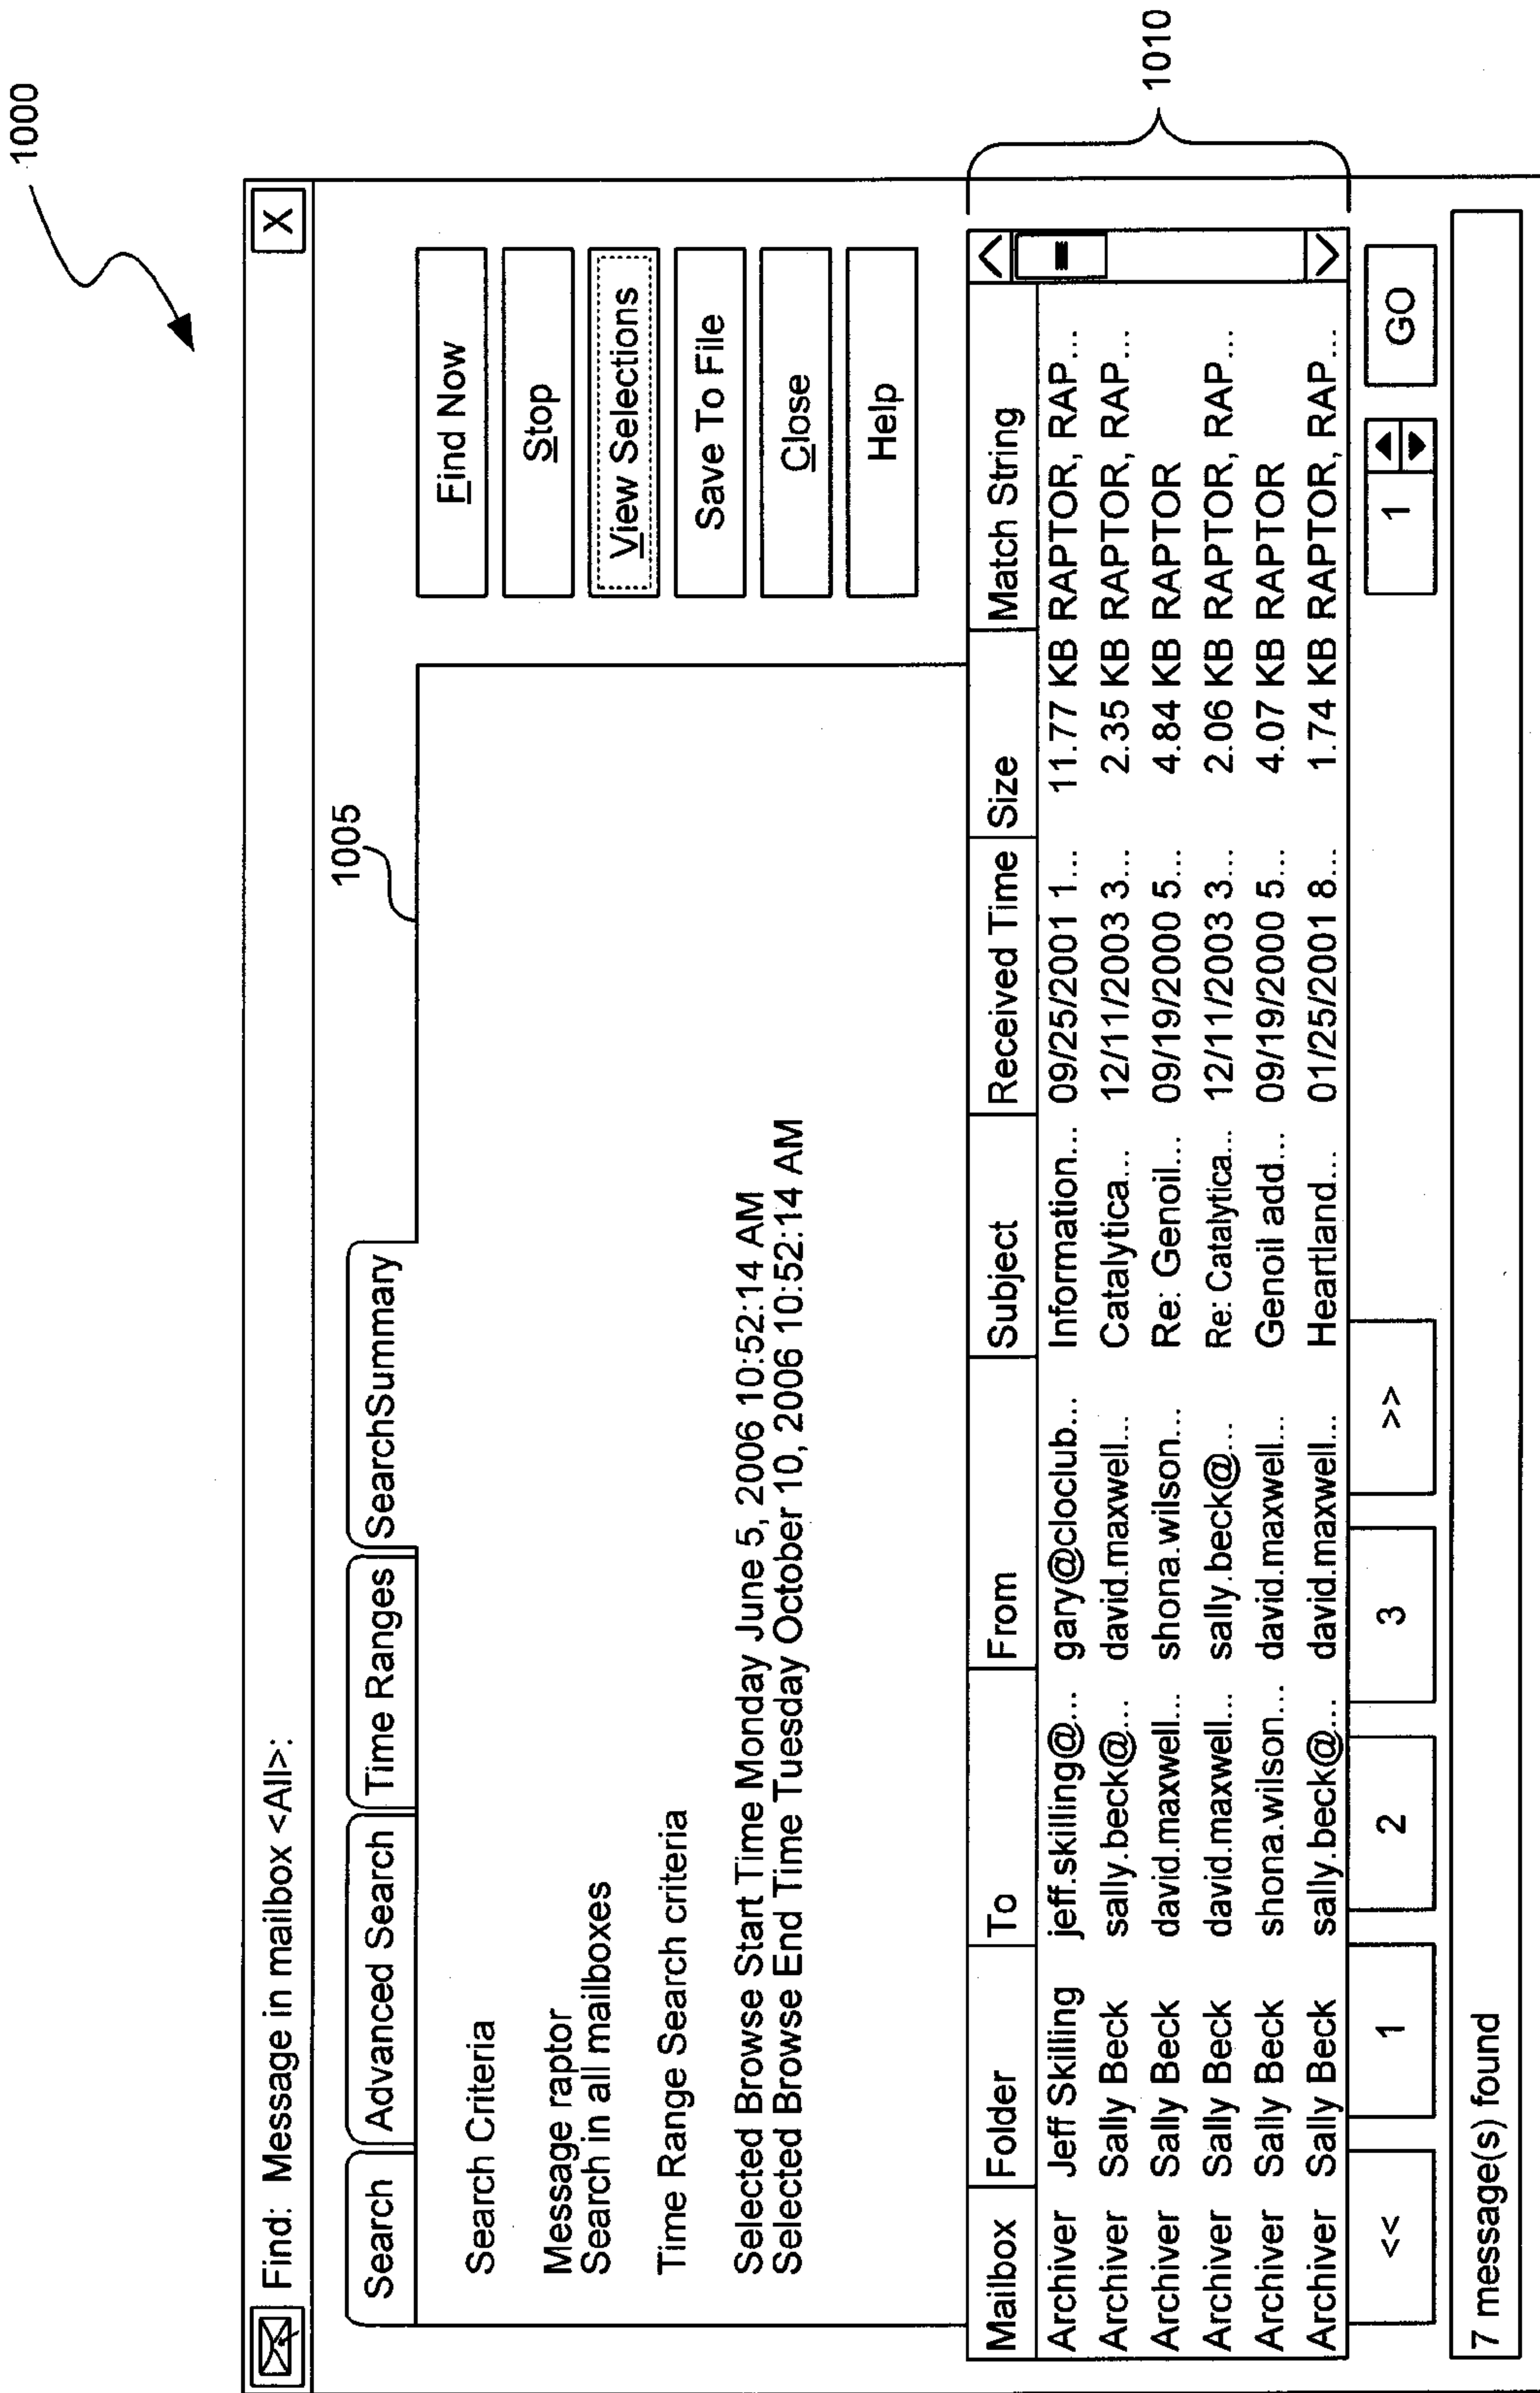 1000
Find: Message in mailbox <All>:
X
Search
Advanced Search
Time Ranges
SearchSummary
1005
Search Criteria
Message raptor
Search in all mailboxes
Time Range Search criteria
Selected Browse Start Time Monday June 5, 2006 10:52:14 AM
Selected Browse End Time Tuesday October 10, 2006 10:52:14 AM
Find Now
Stop
View Selections
Save To File
Close
Help
Mailbox Folder To From Subject Received Time Size Match String
Archiver Jeff Skilling jeff.skilling@... gary@cloclub... Information... 09/25/2001 1... 11.77 KB RAPTOR, RAP...
Archiver Sally Beck sally.beck@... david.maxwell... Catalytica... 12/11/2003 3... 2.35 KB RAPTOR, RAP...
Archiver Sally Beck david.maxwell... shona.wilson... Re: Genoil... 09/19/2000 5... 4.84 KB RAPTOR
Archiver Sally Beck david.maxwell... sally.beck@... Re: Catalytica... 12/11/2003 3... 2.06 KB RAPTOR, RAP...
Archiver Sally Beck shona.wilson... david.maxwell... Genoil add... 09/19/2000 5... 4.07 KB RAPTOR
Archiver Sally Beck sally.beck@... david.maxwell... Heartland... 01/25/2001 8... 1.74 KB RAPTOR, RAP...
1010
<< 1 2 3 >> 1 GO
7 message(s) found